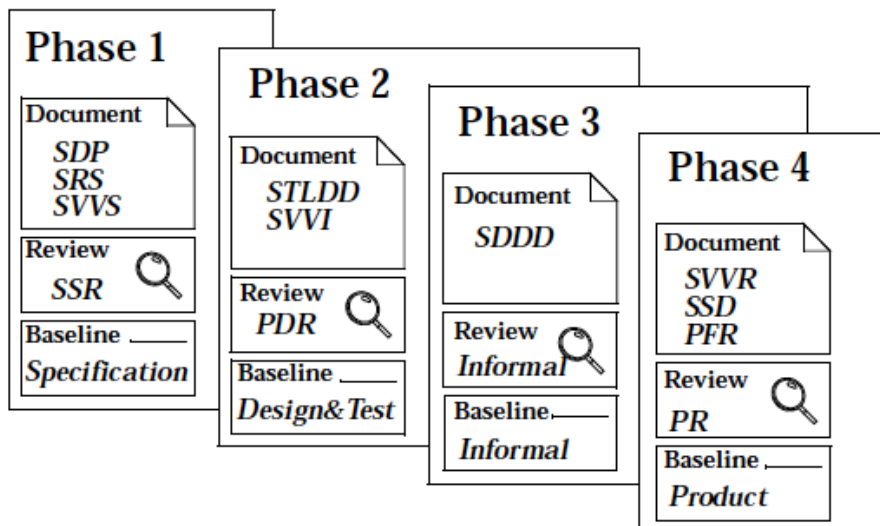 Phase 1
Document
SDP
SRS
SVVS
Review
SSR
Baseline
Specification
Phase 2
Document
STLDD
SVVI
Review
PDR
Baseline
Design&Test
Phase 3
Document
SDDD
Review
Informal
Baseline
Informal
Phase 4
Document
SVVR
SSD
PFR
Review
PR
Baseline
Product